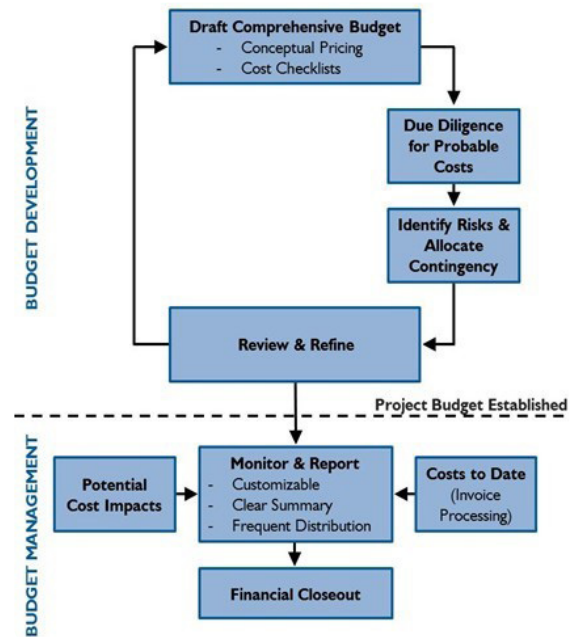 Draft Comprehensive Budget
- Conceptual Pricing
- Cost Checklists
BUDGET DEVELOPMENT
Due Diligence
for Probable
Costs
Identify Risks &
Allocate
Contingency
Review & Refine
Project Budget Established
BUDGET MANAGEMENT
Potential
Cost Impacts
Monitor & Report
- Customizable
- Clear Summary
- Frequent Distribution
Costs to Date
(Invoice
Processing)
Financial Closeout